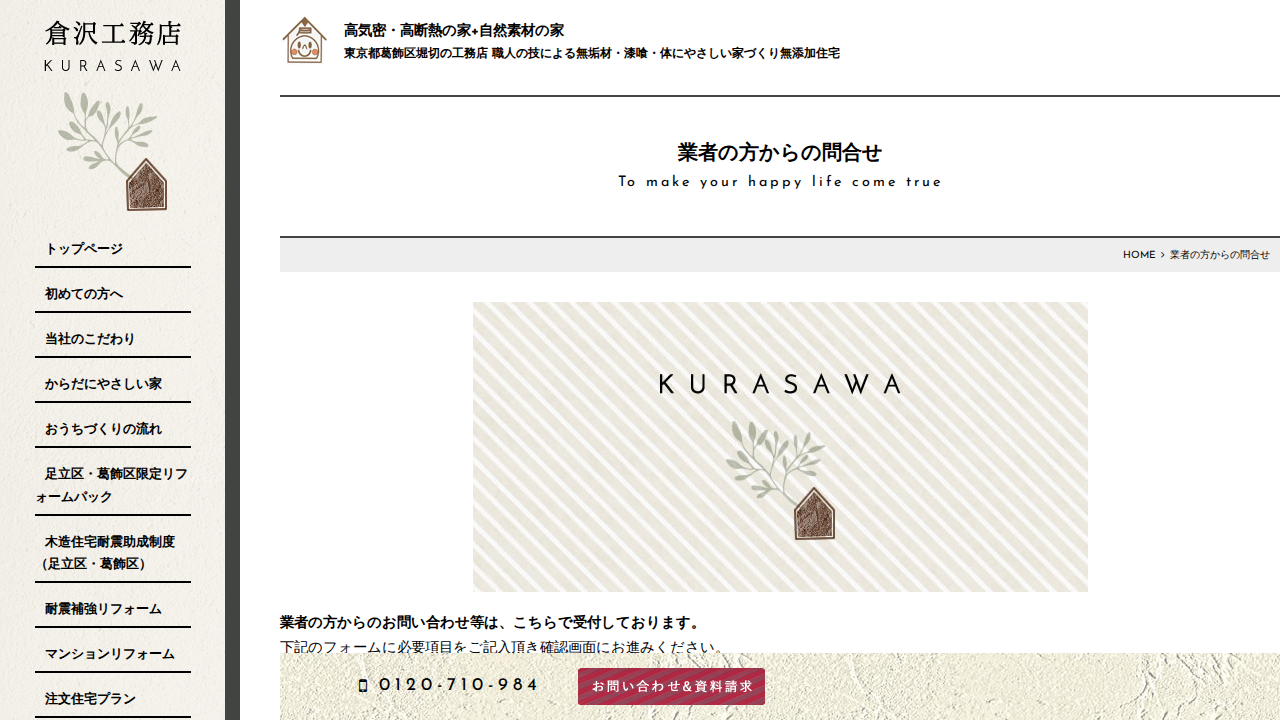 倉沢工務店
KURASAWA
トップページ
初めての方へ
当社のこだわり
からだにやさしい家
おうちづくりの流れ
足立区・葛飾区限定リフ
ォームパック
木造住宅耐震助成制度
（足立区・葛飾区）
耐震補強リフォーム
マンションリフォーム
注文住宅プラン
高気密・高断熱の家+自然素材の家
東京都葛飾区堀切の工務店 職人の技による無垢材・漆喰・体にやさしい家づくり無添加住宅
業者の方からの問合せ
To make your happy life come true
HOME > 業者の方からの問合せ
KURASAWA
業者の方からのお問い合わせ等は、こちらで受付しております。
下記のフォームに必要項目をご記入頂き確認画面にお進みください。
0120-710-984
お問い合わせ&資料請求